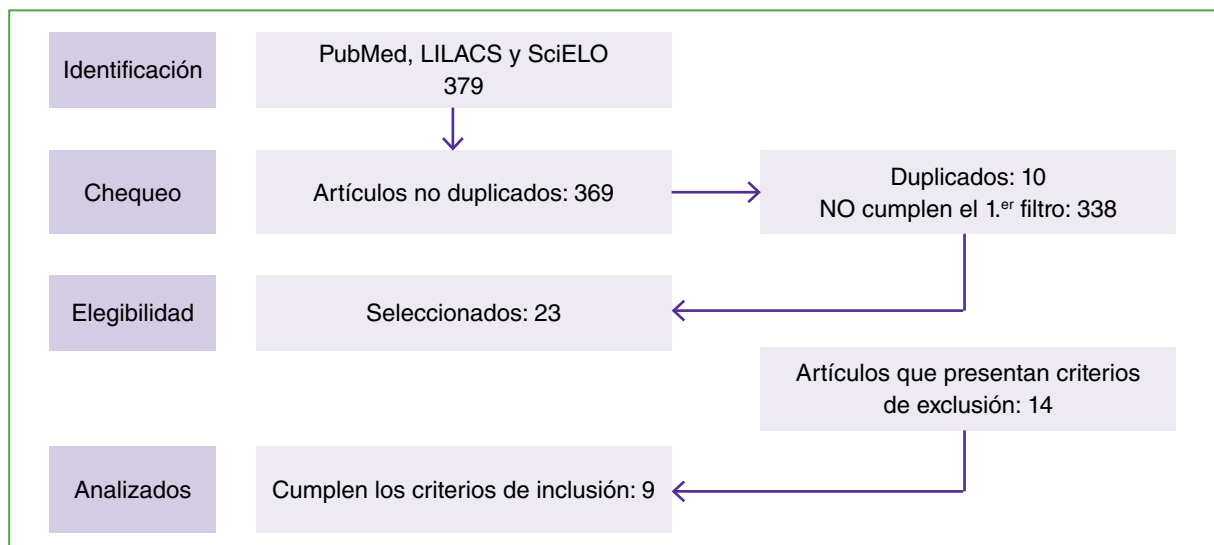 Identificación
PubMed, LILACS y SciELO
379
Chequeo
Artículos no duplicados: 369
Duplicados: 10
NO cumplen el 1.er filtro: 338
Elegibilidad
Seleccionados: 23
Artículos que presentan criterios
de exclusión: 14
Analizados
Cumplen los criterios de inclusión: 9